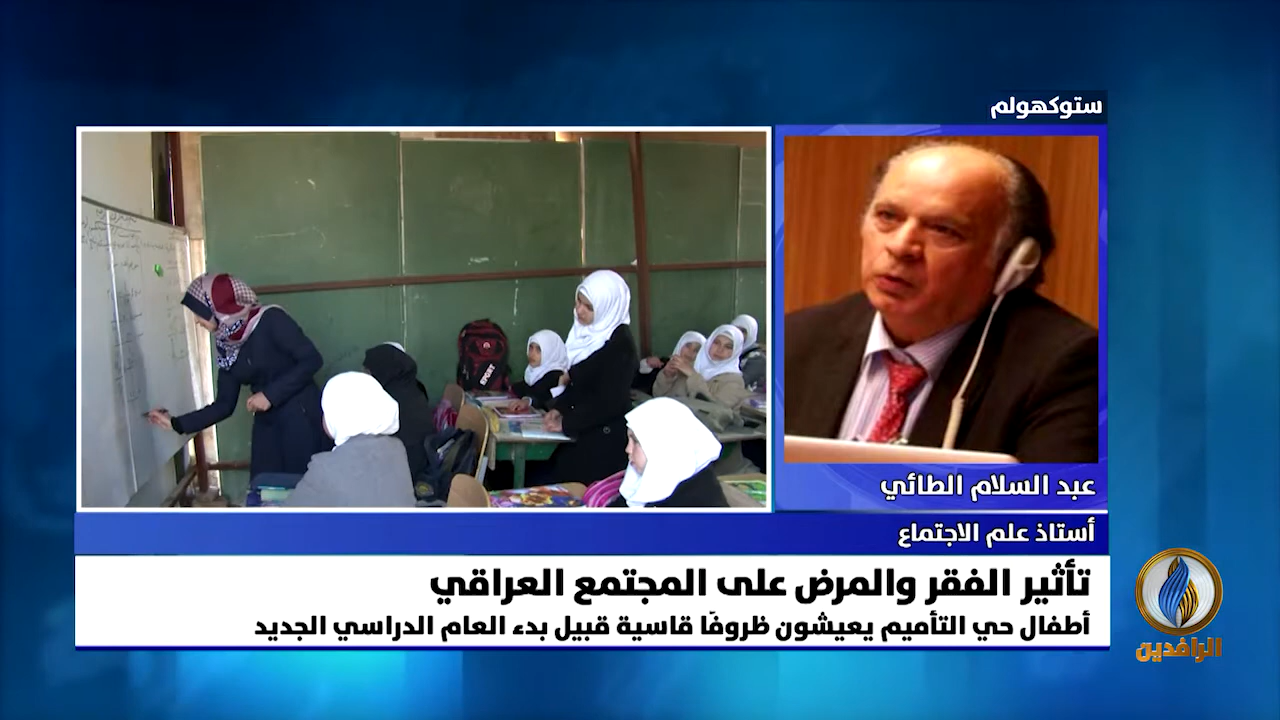 ستوكهولم
عبد السلام الطائي
أستاذ علم الاجتماع
تأثير الفقر والمرض على المجتمع العراقي
أطفال حي التأميم يعيشون ظروفًا قاسية قبيل بدء العام الدراسي الجديد
الرافدين
SPORT